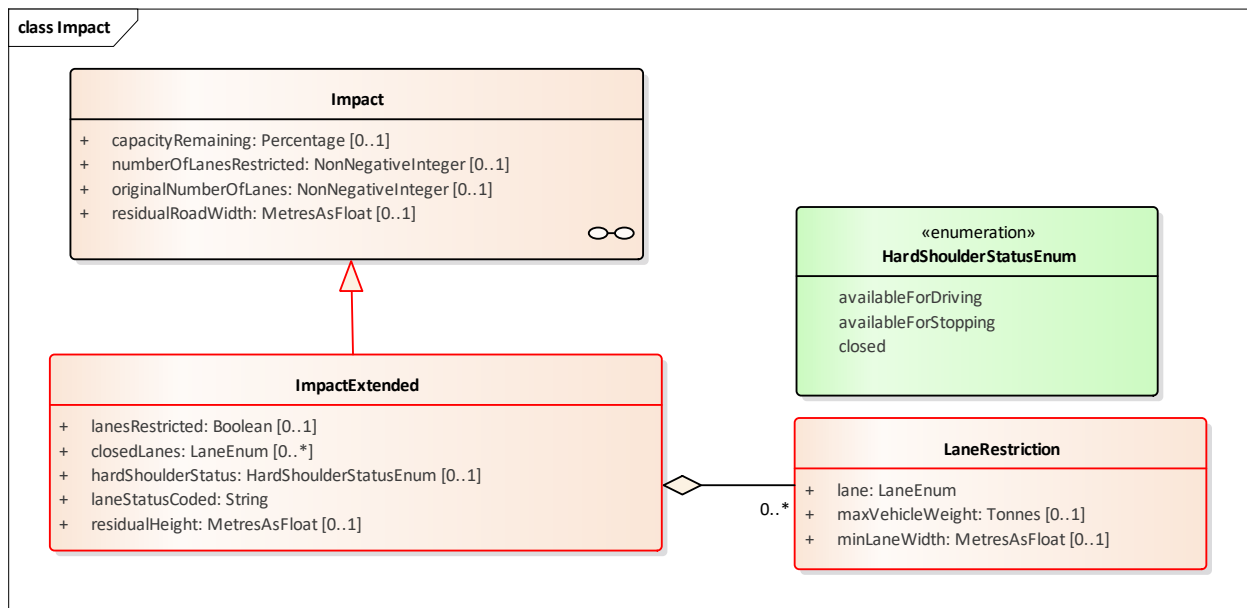 class Impact
Impact
+ capacityRemaining: Percentage [0..1]
+ numberOfLanesRestricted: NonNegativeInteger [0..1]
+ originalNumberOfLanes: NonNegativeInteger [0..1]
+ residualRoadWidth: MetresAsFloat [0..1]
«enumeration»
HardShoulderStatusEnum
availableForDriving
availableForStopping
closed
ImpactExtended
+ lanesRestricted: Boolean [0..1]
+ closedLanes: LaneEnum [0..*]
+ hardShoulderStatus: HardShoulderStatusEnum [0..1]
+ laneStatusCoded: String
+ residualHeight: MetresAsFloat [0..1]
0..*
LaneRestriction
+ lane: LaneEnum
+ maxVehicleWeight: Tonnes [0..1]
+ minLaneWidth: MetresAsFloat [0..1]